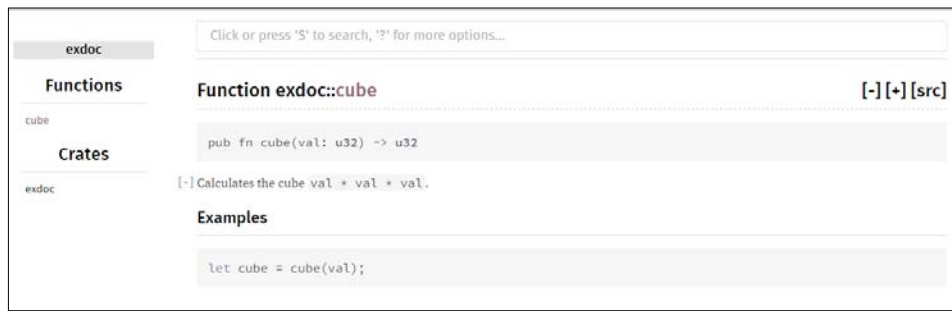 exdoc
Functions
cube
Crates
exdoc
Click or press 'S' to search, '?' for more options...
Function exdoc::cube [-] [+] [src]
pub fn cube(val: u32) -> u32
[-] Calculates the cube val * val * val.
Examples
let cube = cube(val);